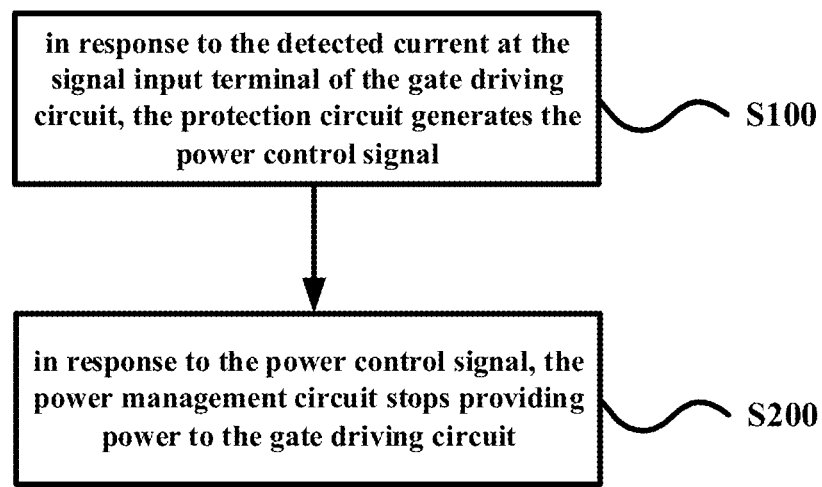 in response to the detected current at the
signal input terminal of the gate driving
circuit, the protection circuit generates the
power control signal
S100
in response to the power control signal, the
power management circuit stops providing
power to the gate driving circuit
S200